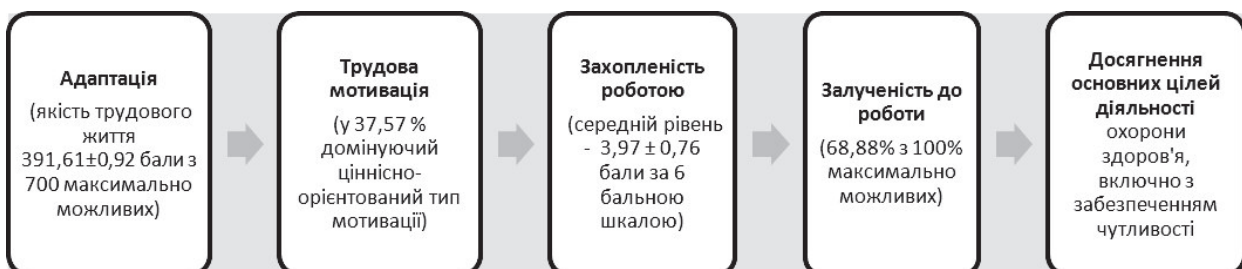 Адаптація
(якість трудового
життя
391,61±0,92 бали з
700 максимально
можливих)
Трудова
мотивація
(у 37,57 %
домінуючий
ціннісно-
орієнтований тип
мотивації)
Захопленість
роботою
(середній рівень
- 3,97 ± 0,76
бали за 6
бальною
шкалою)
Залученість до
роботи
(68,88% з 100%
максимально
можливих)
Досягнення
основних цілей
діяльності
охорони
здоров'я,
включно з
забезпеченням
чутливості